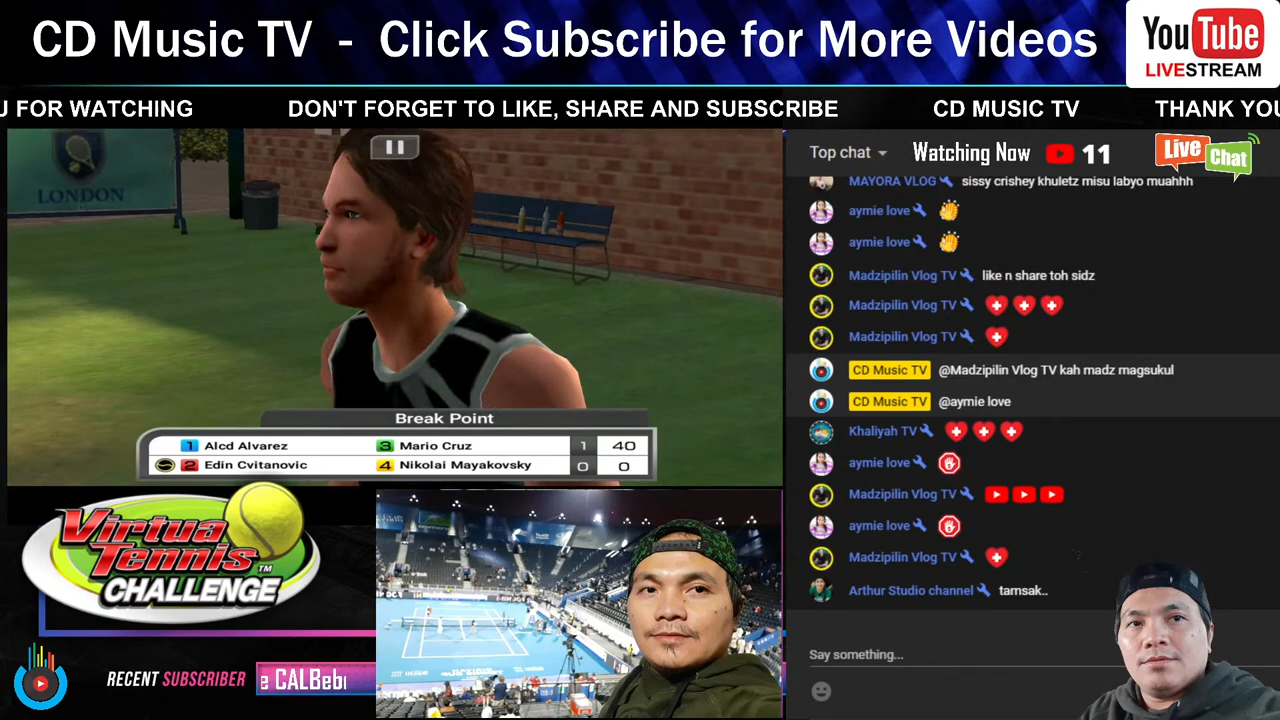 CD Music TV - Click Subscribe for More Videos
YouTube
LIVESTREAM
U FOR WATCHING DON'T FORGET TO LIKE, SHARE AND SUBSCRIBE CD MUSIC TV THANK YOU
LONDON
Top chat
Watching Now 11
Live Chat
MAYORA VLOG sissy crishey khuletz misu labyo muahhh
aymie love
aymie love
Madzipilin Vlog TV like n share toh sidz
Madzipilin Vlog TV
Madzipilin Vlog TV
CD Music TV @Madzipilin Vlog TV kah madz magsukul
CD Music TV @aymie love
Khaliyah TV
aymie love
Madzipilin Vlog TV
aymie love
Madzipilin Vlog TV
Arthur Studio channel tamsak..
Say something...
Break Point
1 Alcd Alvarez 3 Mario Cruz 1 40
2 Edin Cvitanovic 4 Nikolai Mayakovsky 0 0
Virtua
Tennis™
CHALLENGE
RECENT SUBSCRIBER
e CALBebu